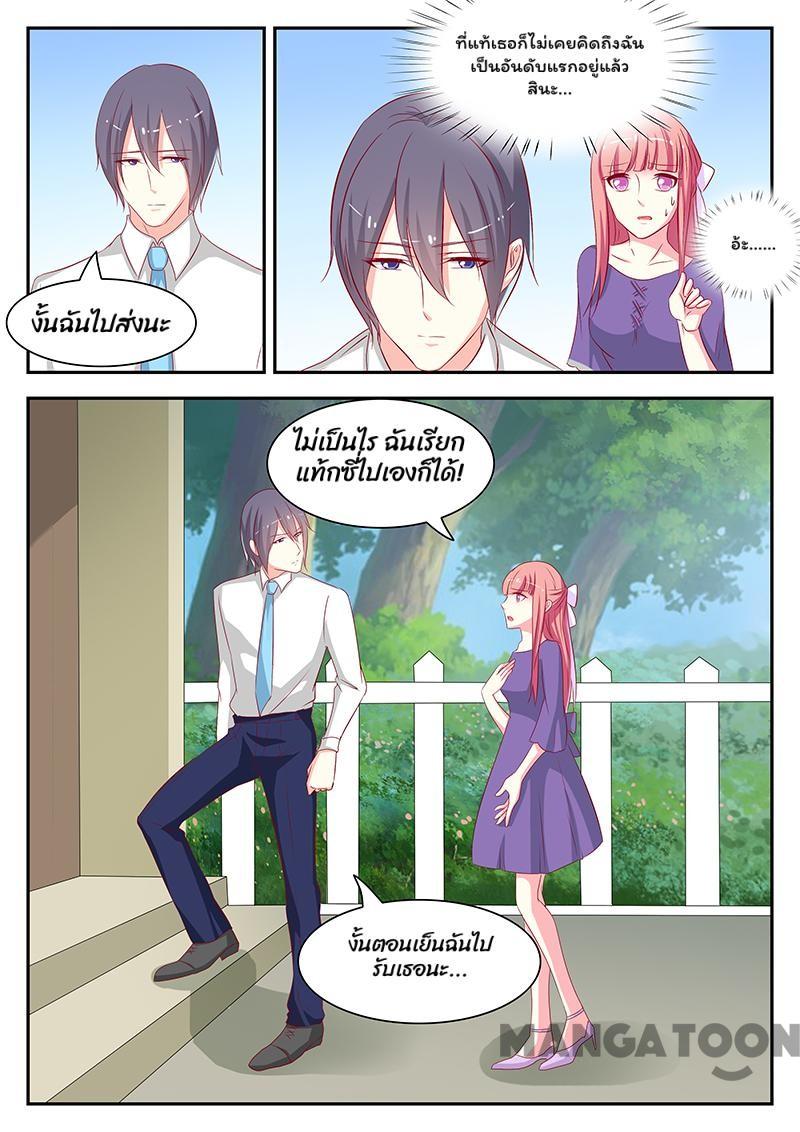 งั้นฉันไปส่งนะ
ที่แท้เธอก็ไม่เคยคิดถึงฉัน
เป็นอันดับแรกอยู่แล้ว
สินะ...
อ้ะ......
ไม่เป็นไร ฉันเรียก
แท้กซี่ไปเองก็ได้!
งั้นตอนเย็นฉันไป
รับเธอนะ...
MANGATOON